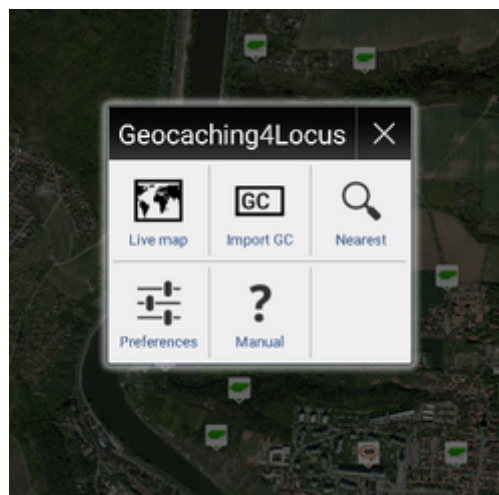 Geocaching4Locus
Live map
GC
Import GC
Nearest
Preferences
?
Manual